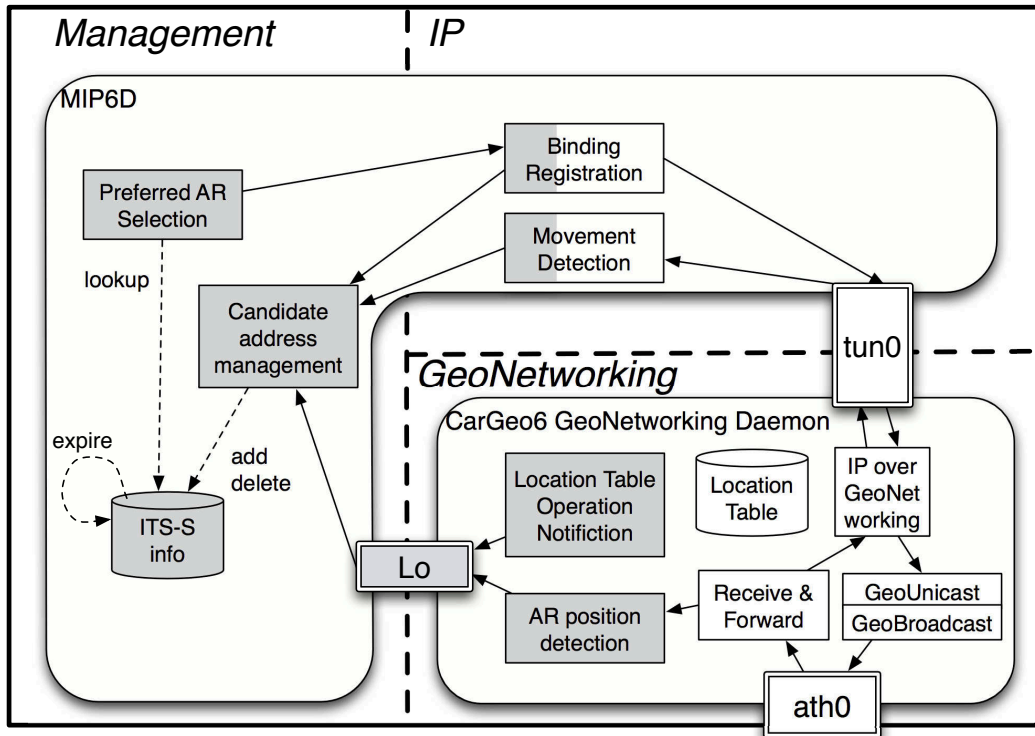 Management
IP
MIP6D
Binding
Registration
Preferred AR
Selection
Movement
Detection
lookup
Candidate
address
management
tun0
GeoNetworking
CarGeo6 GeoNetworking Daemon
expire
add
delete
Location Table
Operation
Notifiction
Location
Table
IP over
GeoNet
working
ITS-S
info
Lo
AR position
detection
Receive &
Forward
GeoUnicast
GeoBroadcast
ath0